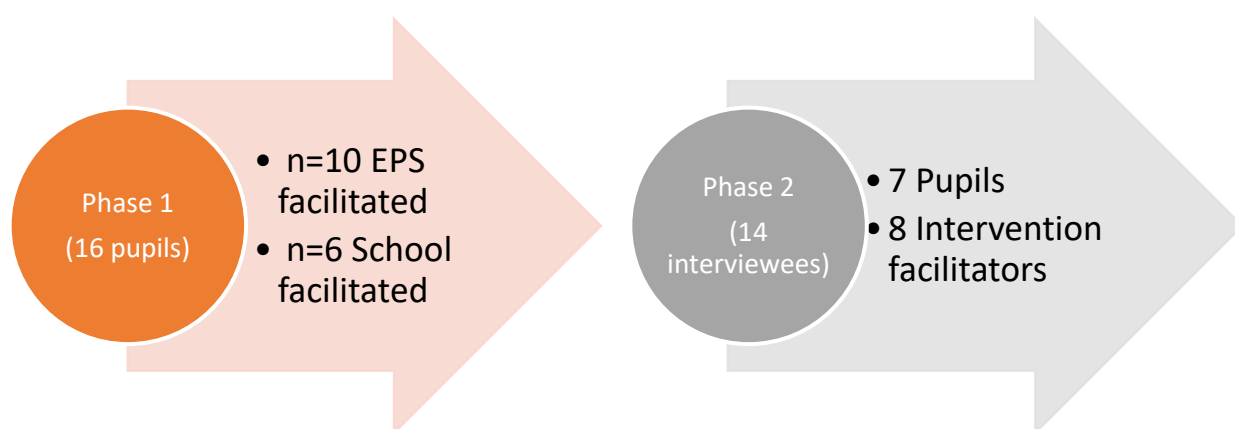 Phase 1
(16 pupils)
• n=10 EPS
facilitated
• n=6 School
facilitated
Phase 2
(14
interviewees)
• 7 Pupils
• 8 Intervention
facilitators